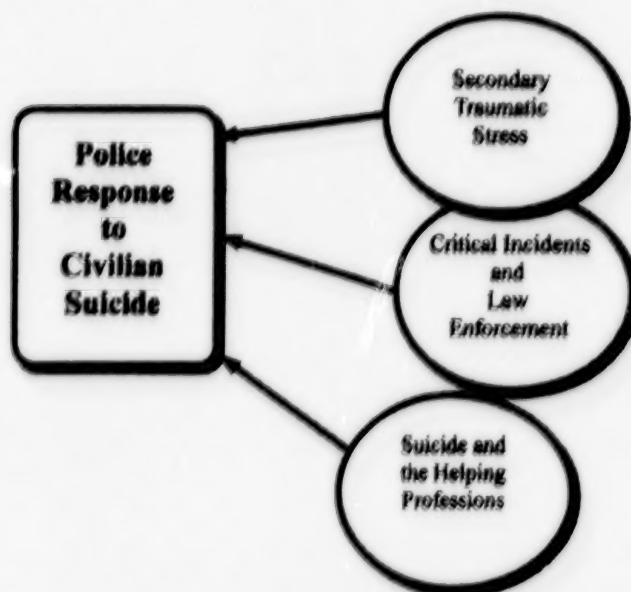 Police
Response
to
Civilian
Suicide
Secondary
Traumatic
Stress
Critical Incidents
and
Law
Enforcement
Suicide and
the Helping
Professions